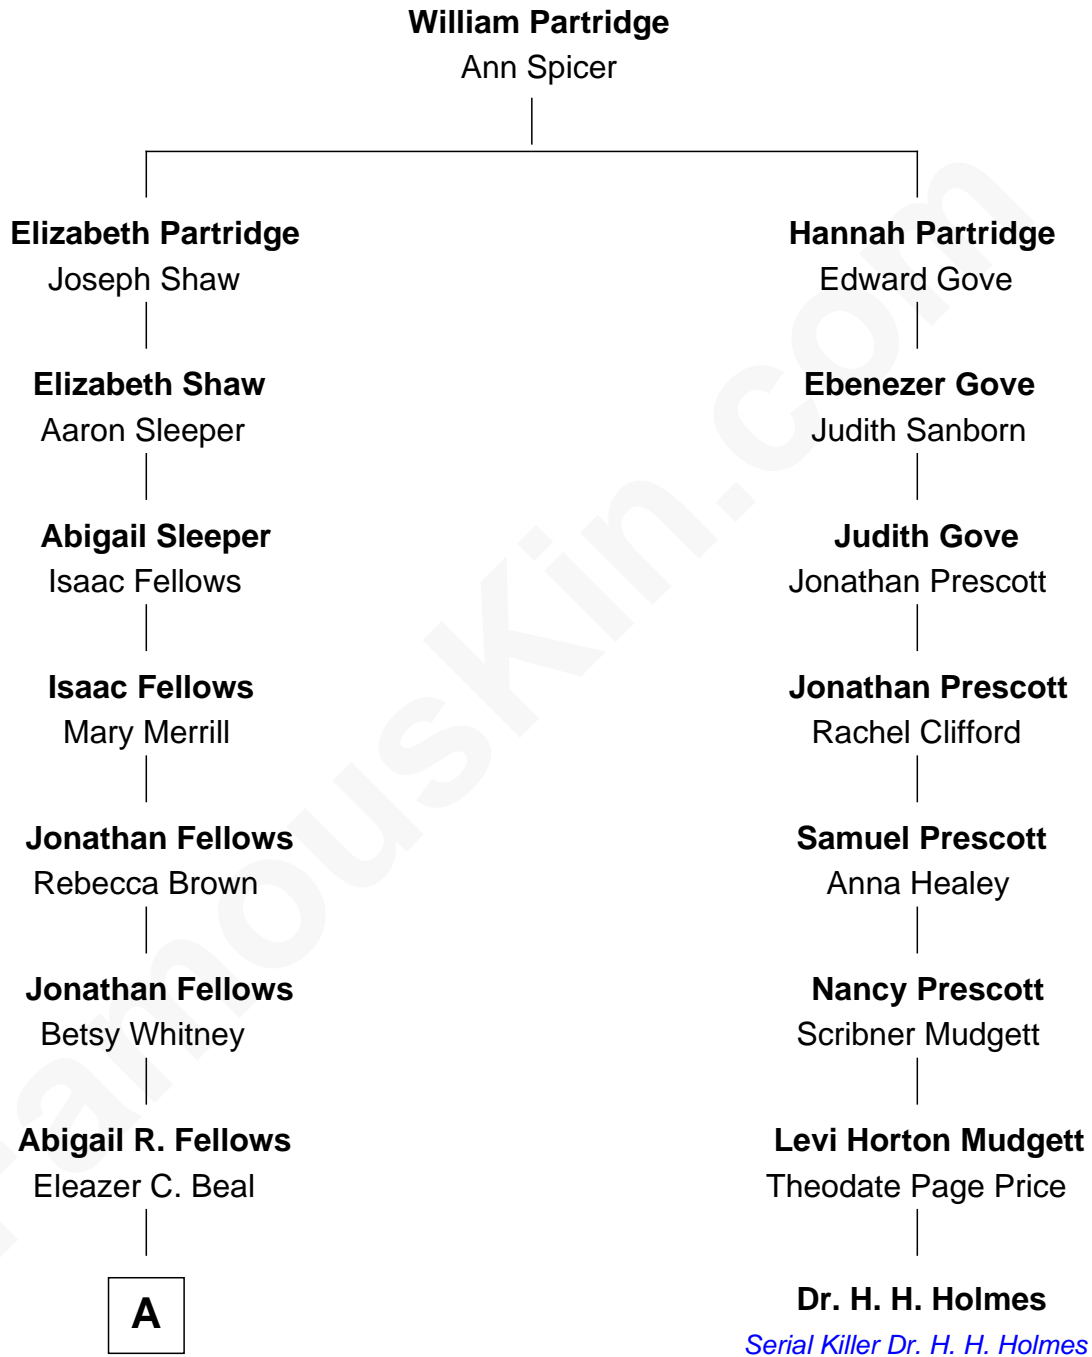 William Partridge
Ann Spicer
Elizabeth Partridge
Joseph Shaw
Hannah Partridge
Edward Gove
Elizabeth Shaw
Aaron Sleeper
Ebenezer Gove
Judith Sanborn
Abigail Sleeper
Isaac Fellows
Judith Gove
Jonathan Prescott
Isaac Fellows
Mary Merrill
Jonathan Prescott
Rachel Clifford
Jonathan Fellows
Rebecca Brown
Samuel Prescott
Anna Healey
Jonathan Fellows
Betsy Whitney
Nancy Prescott
Scribner Mudgett
Abigail R. Fellows
Eleazer C. Beal
Levi Horton Mudgett
Theodate Page Price
A
Dr. H. H. Holmes
Serial Killer Dr. H. H. Holmes
FamousKin.com